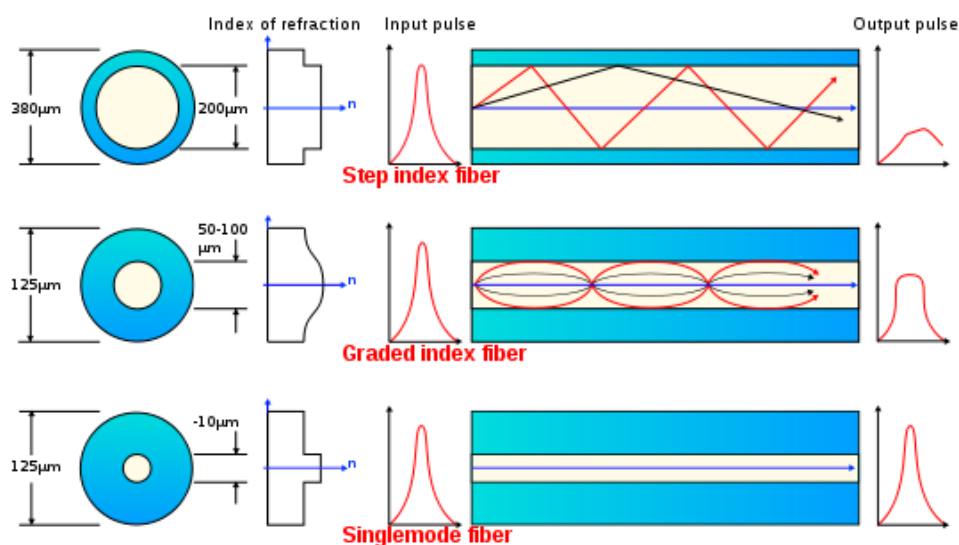 Index of refraction Input pulse Output pulse
380μm 200μm n
Step index fiber
50-100
μm
125μm n
Graded index fiber
-10μm
125μm n
Singlemode fiber